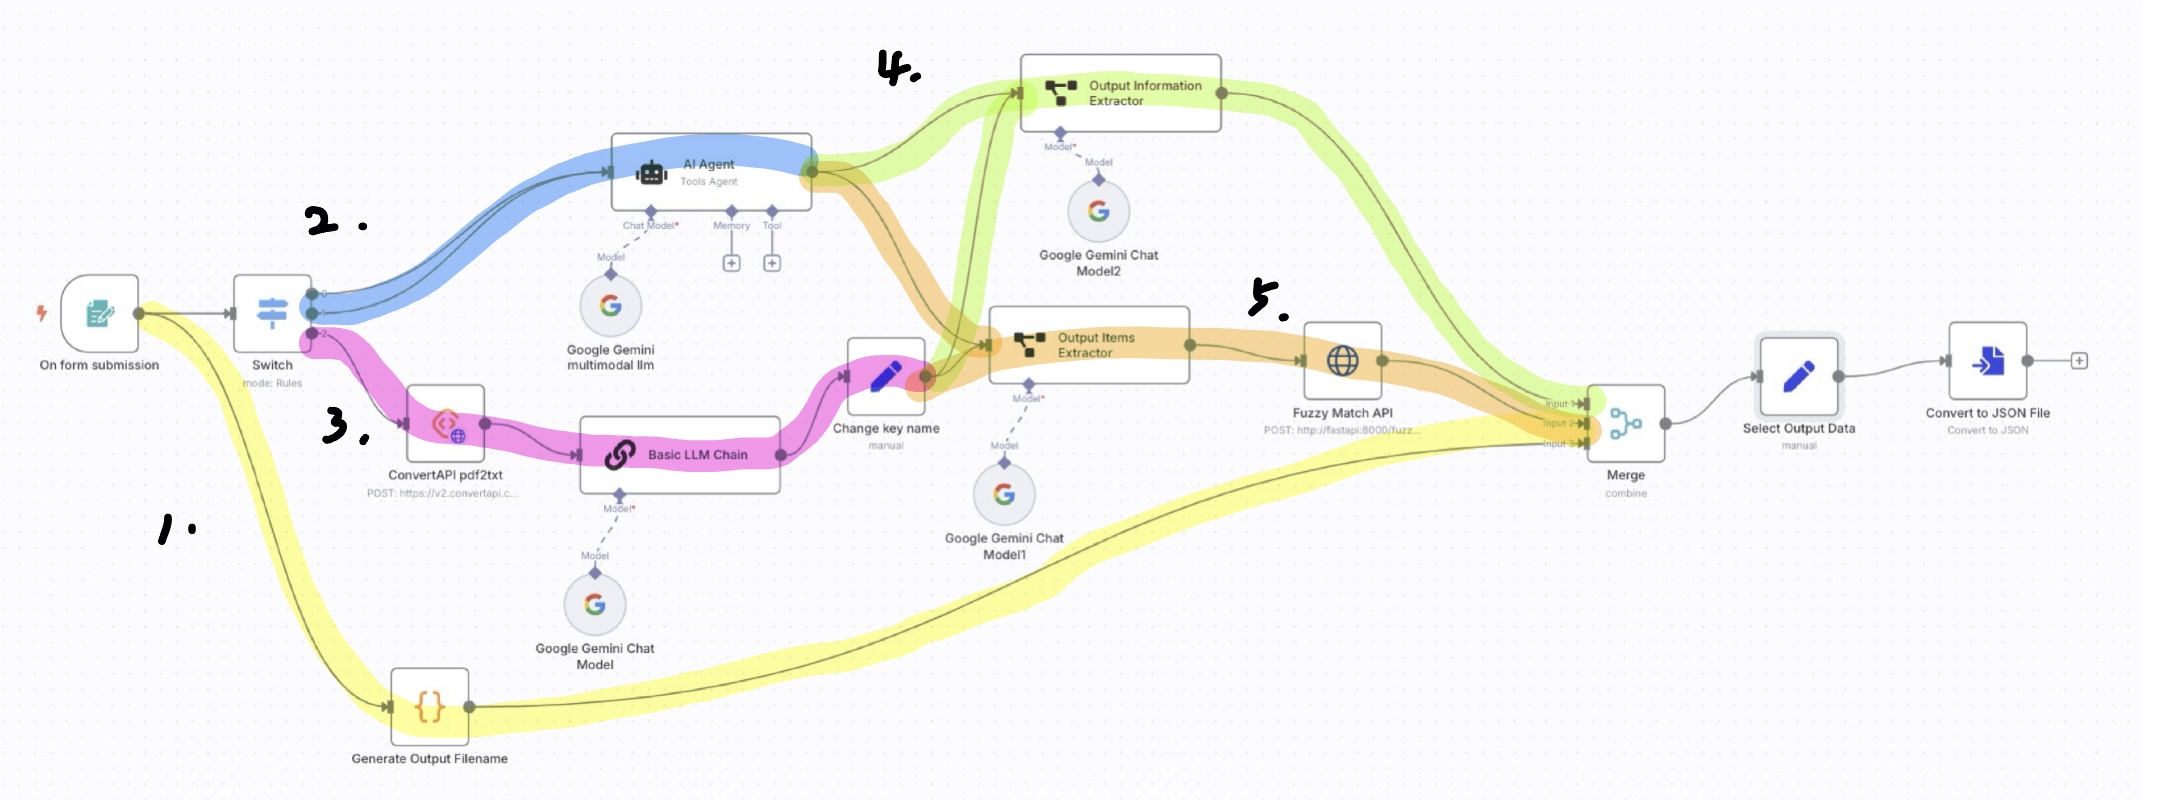 4.
Output Information
Extractor
Model*
Model
Google Gemini Chat
Model2
AI Agent
Tools Agent
Chat Model*
Memory
Tool
Model
Google Gemini
multimodal llm
2.
On form submission
0
1
2
Switch
mode: Rules
3.
ConvertAPI pdf2txt
POST: https://v2.convertapi.c...
Basic LLM Chain
Model*
Model
Google Gemini Chat
Model
Change key name
manual
Output Items
Extractor
Model*
Model
Google Gemini Chat
Model1
5.
Fuzzy Match API
POST: http://fastapi:8000/fuzz...
Input 1
Input 2
Input 3
Merge
combine
Select Output Data
manual
Convert to JSON File
Convert to JSON
1.
{}
Generate Output Filename